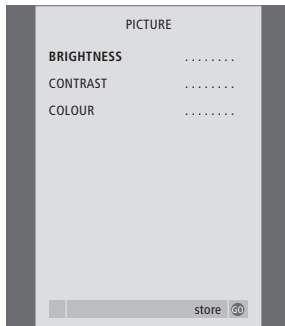 PICTURE
BRIGHTNESS ........
CONTRAST ........
COLOUR ........
store GO